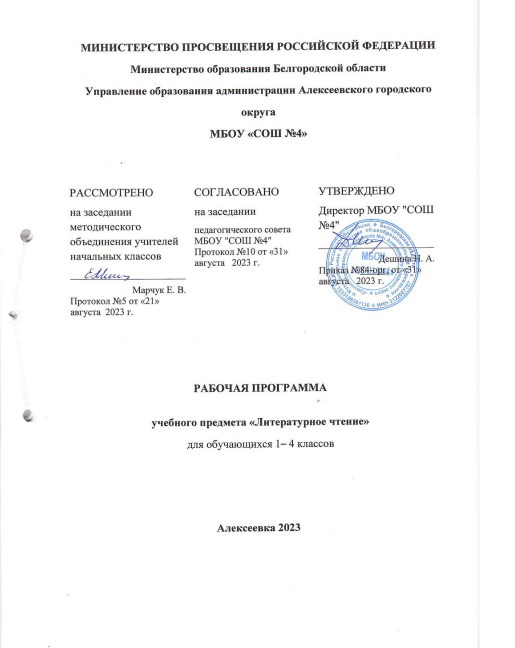 МИНИСТЕРСТВО ПРОСВЕЩЕНИЯ РОССИЙСКОЙ ФЕДЕРАЦИИ
Министерство образования Белгородской области
Управление образования администрации Алексеевского городского
округа
МБОУ «СОШ №4»
РАССМОТРЕНО
на заседании
методического
объединения учителей
начальных классов
Марчук Е. В.
Протокол №5 от «21»
августа 2023 г.
СОГЛАСОВАНО
на заседании
педагогического совета
МБОУ "СОШ №4"
Протокол №10 от «31»
августа 2023 г.
УТВЕРЖДЕНО
Директор МБОУ "СОШ
№4"
Дешина Н. А.
Приказ №84-орг. от «31»
августа 2023 г.
МБОУ
РАБОЧАЯ ПРОГРАММА
учебного предмета «Литературное чтение»
для обучающихся 1– 4 классов
Алексеевка 2023